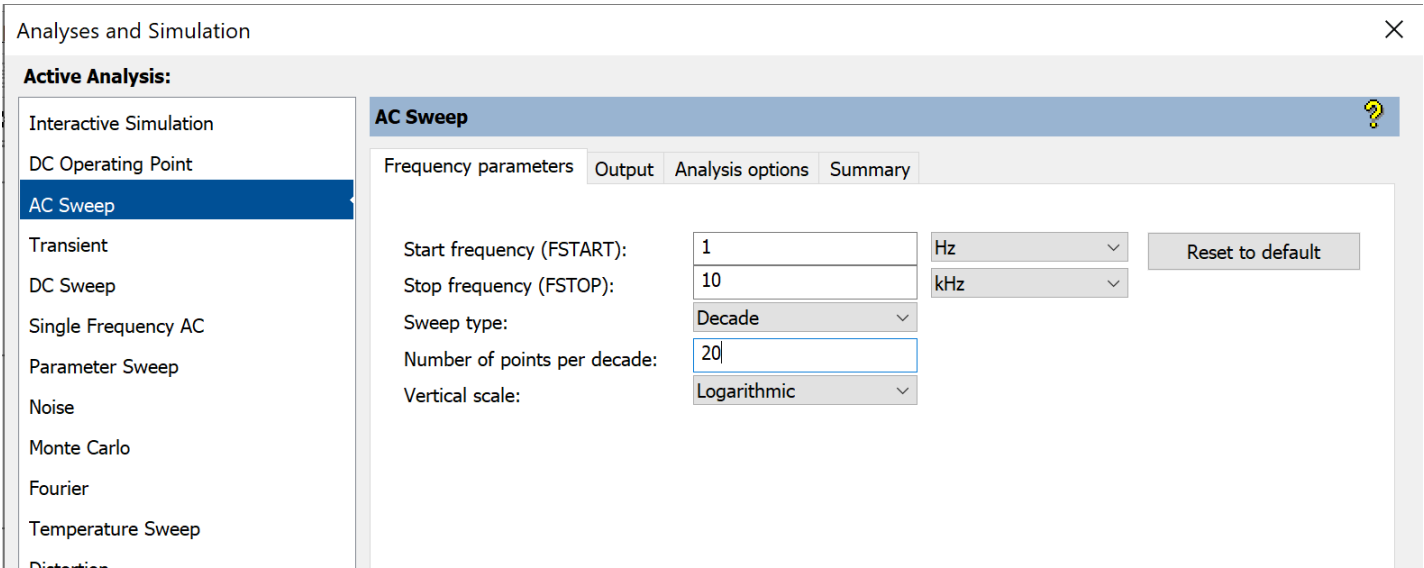 Analyses and Simulation
Active Analysis:
Interactive Simulation
DC Operating Point
AC Sweep
Transient
DC Sweep
Single Frequency AC
Parameter Sweep
Noise
Monte Carlo
Fourier
Temperature Sweep
Distortion
AC Sweep
?
Frequency parameters Output Analysis options Summary
Start frequency (FSTART): 1 Hz Reset to default
Stop frequency (FSTOP): 10 kHz
Sweep type: Decade
Number of points per decade: 20
Vertical scale: Logarithmic